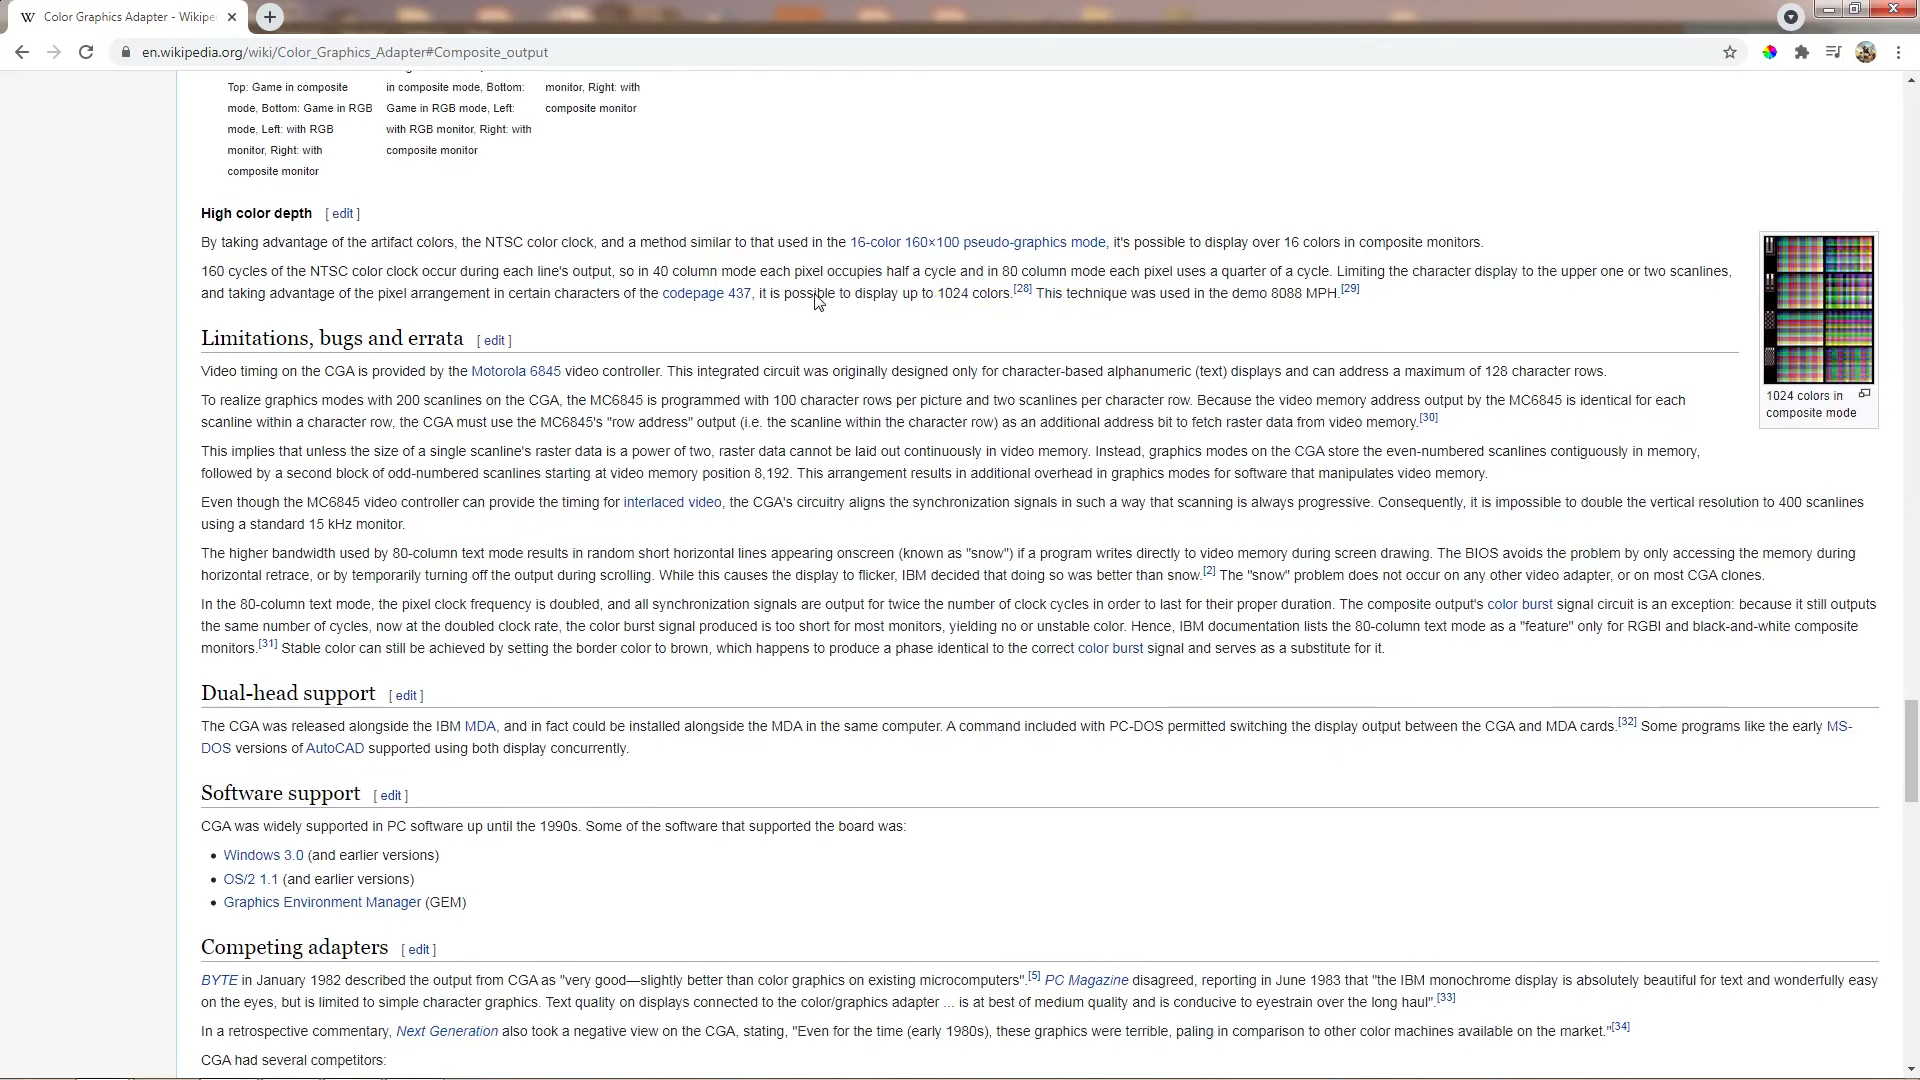 Color Graphics Adapter - Wikipe
en.wikipedia.org/wiki/Color_Graphics_Adapter#Composite_output
Top: Game in composite
mode, Bottom: Game in RGB
mode, Left: with RGB
monitor, Right: with
composite monitor
in composite mode, Bottom:
Game in RGB mode, Left:
with RGB monitor, Right: with
composite monitor
monitor, Right: with
composite monitor
High color depth [ edit ]
By taking advantage of the artifact colors, the NTSC color clock, and a method similar to that used in the 16-color 160×100 pseudo-graphics mode, it's possible to display over 16 colors in composite monitors.
160 cycles of the NTSC color clock occur during each line's output, so in 40 column mode each pixel occupies half a cycle and in 80 column mode each pixel uses a quarter of a cycle. Limiting the character display to the upper one or two scanlines,
and taking advantage of the pixel arrangement in certain characters of the codepage 437, it is possible to display up to 1024 colors.[28] This technique was used in the demo 8088 MPH.[29]
1024 colors in
composite mode
Limitations, bugs and errata [ edit ]
Video timing on the CGA is provided by the Motorola 6845 video controller. This integrated circuit was originally designed only for character-based alphanumeric (text) displays and can address a maximum of 128 character rows.
To realize graphics modes with 200 scanlines on the CGA, the MC6845 is programmed with 100 character rows per picture and two scanlines per character row. Because the video memory address output by the MC6845 is identical for each
scanline within a character row, the CGA must use the MC6845's "row address" output (i.e. the scanline within the character row) as an additional address bit to fetch raster data from video memory.[30]
This implies that unless the size of a single scanline's raster data is a power of two, raster data cannot be laid out continuously in video memory. Instead, graphics modes on the CGA store the even-numbered scanlines contiguously in memory,
followed by a second block of odd-numbered scanlines starting at video memory position 8,192. This arrangement results in additional overhead in graphics modes for software that manipulates video memory.
Even though the MC6845 video controller can provide the timing for interlaced video, the CGA's circuitry aligns the synchronization signals in such a way that scanning is always progressive. Consequently, it is impossible to double the vertical resolution to 400 scanlines
using a standard 15 kHz monitor.
The higher bandwidth used by 80-column text mode results in random short horizontal lines appearing onscreen (known as "snow") if a program writes directly to video memory during screen drawing. The BIOS avoids the problem by only accessing the memory during
horizontal retrace, or by temporarily turning off the output during scrolling. While this causes the display to flicker, IBM decided that doing so was better than snow.[2] The "snow" problem does not occur on any other video adapter, or on most CGA clones.
In the 80-column text mode, the pixel clock frequency is doubled, and all synchronization signals are output for twice the number of clock cycles in order to last for their proper duration. The composite output's color burst signal circuit is an exception: because it still outputs
the same number of cycles, now at the doubled clock rate, the color burst signal produced is too short for most monitors, yielding no or unstable color. Hence, IBM documentation lists the 80-column text mode as a "feature" only for RGBI and black-and-white composite
monitors.[31] Stable color can still be achieved by setting the border color to brown, which happens to produce a phase identical to the correct color burst signal and serves as a substitute for it.
Dual-head support [ edit ]
The CGA was released alongside the IBM MDA, and in fact could be installed alongside the MDA in the same computer. A command included with PC-DOS permitted switching the display output between the CGA and MDA cards.[32] Some programs like the early MS-
DOS versions of AutoCAD supported using both display concurrently.
Software support [ edit ]
CGA was widely supported in PC software up until the 1990s. Some of the software that supported the board was:
Windows 3.0 (and earlier versions)
OS/2 1.1 (and earlier versions)
Graphics Environment Manager (GEM)
Competing adapters [ edit ]
BYTE in January 1982 described the output from CGA as "very good—slightly better than color graphics on existing microcomputers".[5] PC Magazine disagreed, reporting in June 1983 that "the IBM monochrome display is absolutely beautiful for text and wonderfully easy
on the eyes, but is limited to simple character graphics. Text quality on displays connected to the color/graphics adapter ... is at best of medium quality and is conducive to eyestrain over the long haul".[33]
In a retrospective commentary, Next Generation also took a negative view on the CGA, stating, "Even for the time (early 1980s), these graphics were terrible, paling in comparison to other color machines available on the market."[34]
CGA had several competitors: